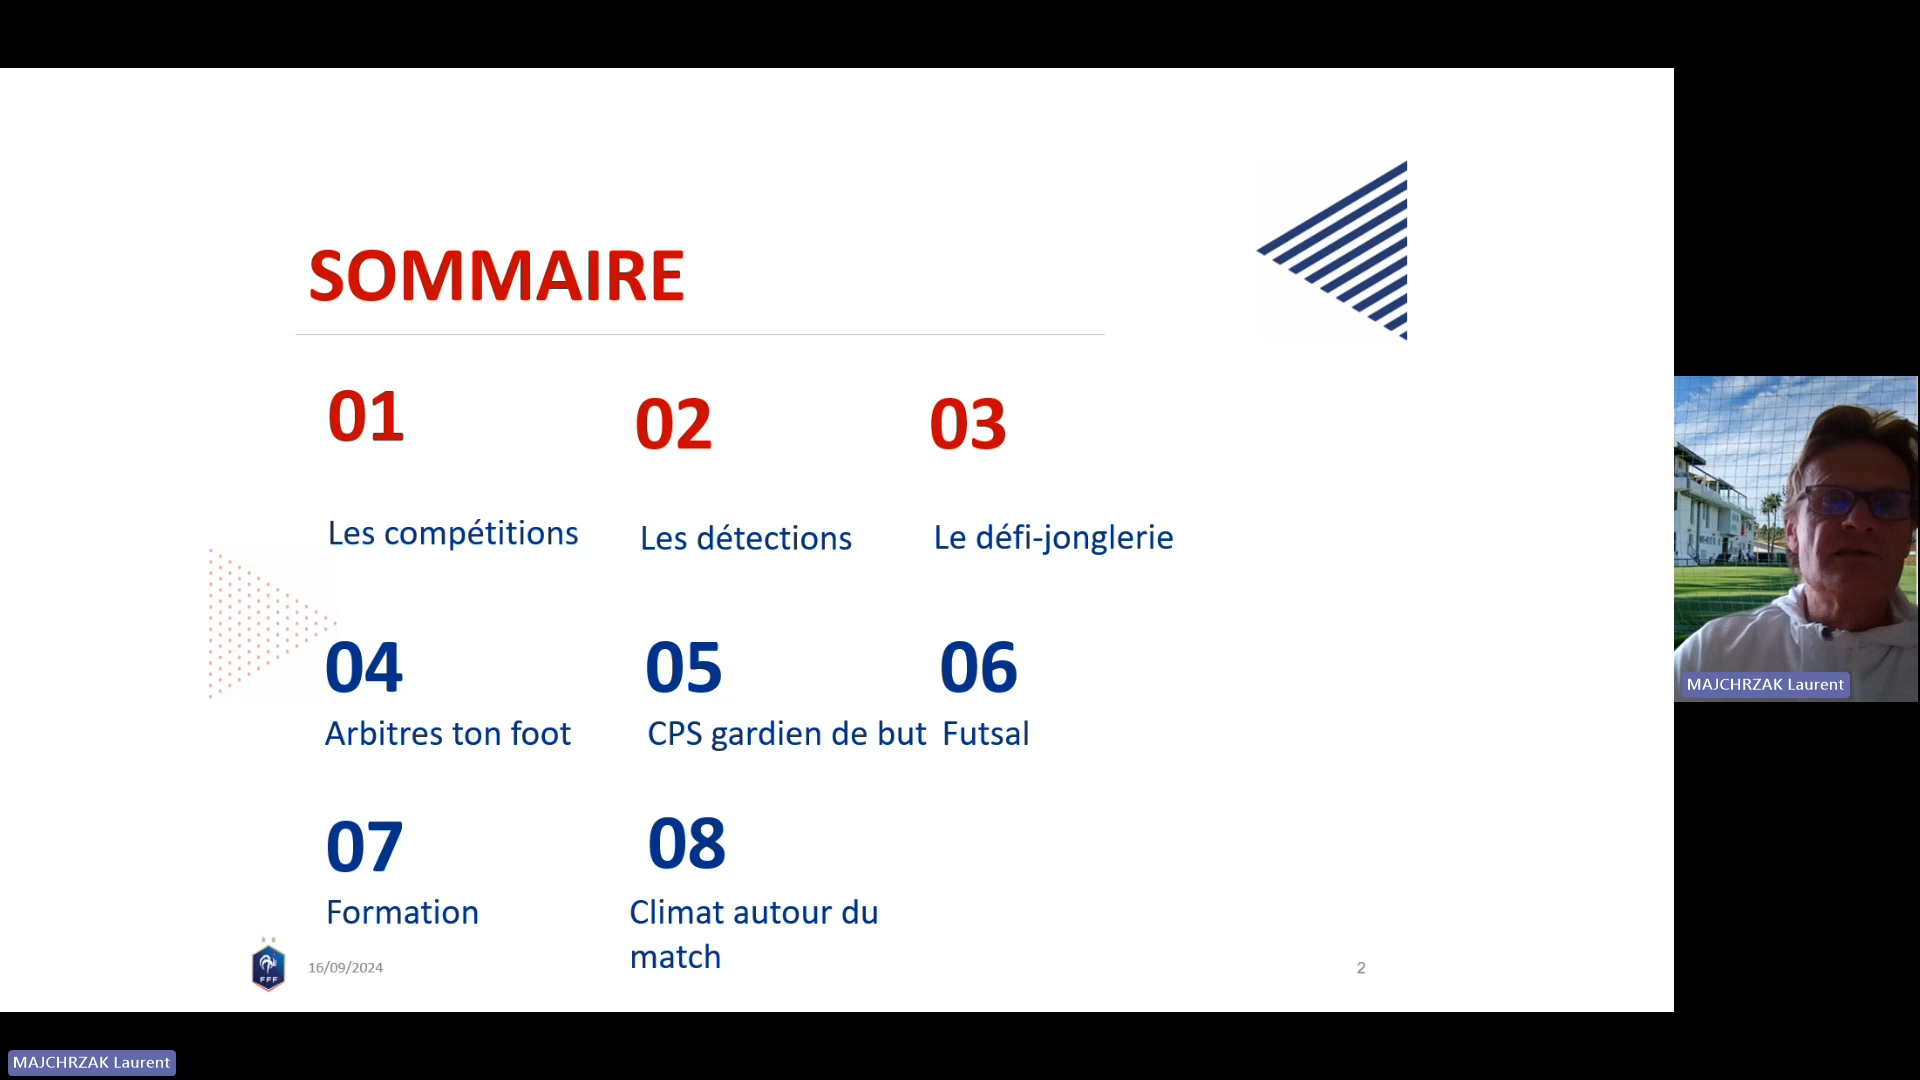 SOMMAIRE
01
02
03
Les compétitions
Les détections
Le défi-jonglerie
04
05
06
Arbitres ton foot
CPS gardien de but
Futsal
07
08
Formation
Climat autour du
match
FFF
16/09/2024
2
MAJCHRZAK Laurent
MAJCHRZAK Laurent